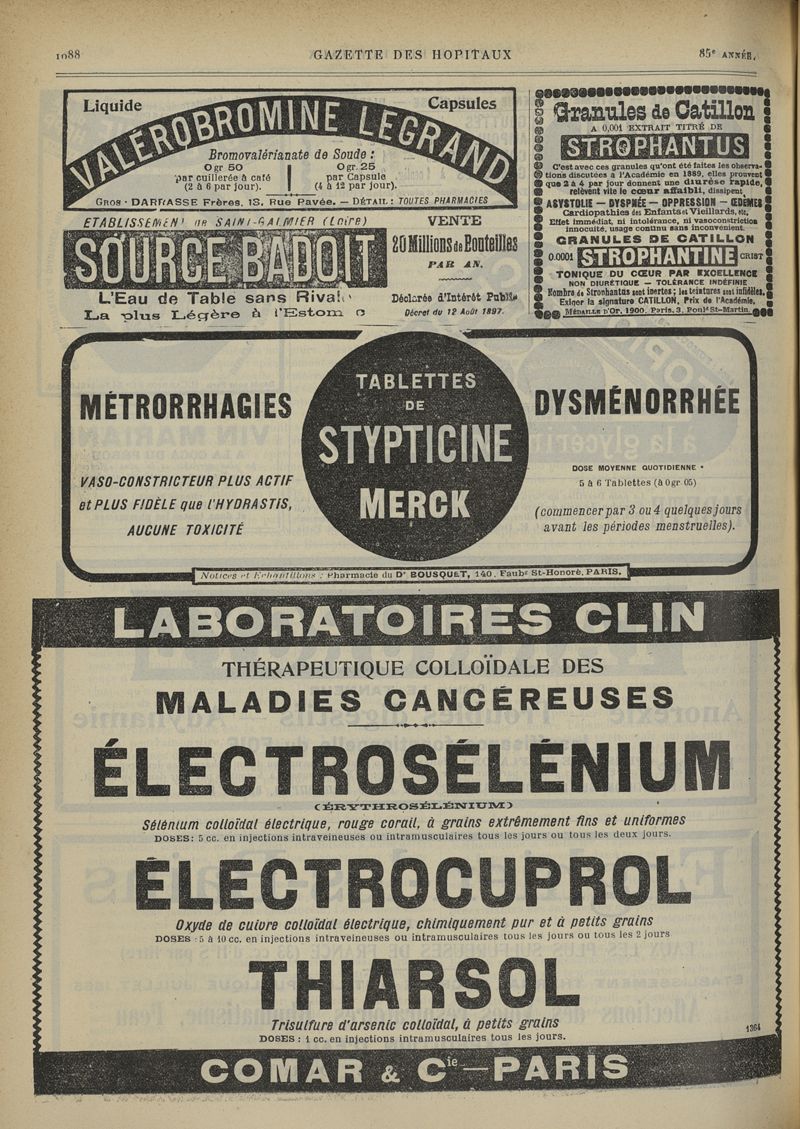 1088
GAZETTE DES HOPITAUX
85e ANNÉE,
Liquide
Capsules
VALÉROBROMINE LEGRAND
Bromovalérianate de Soude :
0gr 50
par cuillerée à café
(2 à 6 par jour).
0gr. 25
par Capsule
(4 à 12 par jour).
GROS · DARRASSE Frères, 13, Rue Pavée. — DÉTAIL : TOUTES PHARMACIES
ETABLISSEMENT de SAINT-GALMIER (Loire)
SOURCE BADOIT
L'Eau de Table sans Rivale
La plus Légère à l'Estom c
VENTE
20 Millions de Bouteilles
PAR AN.
Déclarée d'Intérêt Public
Décret du 12 Août 1897.
Granules de Catillon
A 0,001 EXTRAIT TITRÉ DE
STROPHANTUS
C'est avec ces granules qu'ont été faites les observa-
tions discutées à l'Académie en 1889, elles prouvent
que 2 à 4 par jour donnent une diurèse rapide,
relèvent vite le cœur affaibli, dissipent
ASYSTOLIE — DYSPNÉE — OPPRESSION — ŒDÈMES
Cardiopathies des Enfants et Vieillards, etc.
Effet immédiat, ni intolérance, ni vasoconstriction
innocuité, usage continu sans inconvenient.
GRANULES DE CATILLON
0.0001 STROPHANTINE CRIST
TONIQUE DU CŒUR PAR EXCELLENCE
NON DIURÉTIQUE — TOLÉRANCE INDÉFINIE
Nombre de Strophantus sont inertes ; les teintures sont infidèles,
Exiger la signature CATILLON, Prix de l'Académie,
MÉDAILLE D'OR, 1900, Paris, 3, Boulᵈ St-Martin.
MÉTRORRHAGIES
VASO-CONSTRICTEUR PLUS ACTIF
et PLUS FIDÈLE que l'HYDRASTIS,
AUCUNE TOXICITÉ
TABLETTES
DE
STYPTICINE
MERCK
DYSMÉNORRHÉE
DOSE MOYENNE QUOTIDIENNE
5 à 6 Tablettes (à 0gr 05)
(commencer par 3 ou 4 quelques jours
avant les périodes menstruelles).
Notices et Echantillons : Pharmacie du Dr BOUSQUET, 140, Faubg St-Honoré, PARIS.
LABORATOIRES CLIN
THÉRAPEUTIQUE COLLOÏDALE DES
MALADIES CANCÉREUSES
ÉLECTROSÉLÉNIUM
(ÉRYTHROSÉLÉNIUM)
Sélénium colloïdal électrique, rouge corail, à grains extrêmement fins et uniformes
DOSES : 5 cc. en injections intraveineuses ou intramusculaires tous les jours ou tous les deux jours.
ÉLECTROCUPROL
Oxyde de cuivre colloïdal électrique, chimiquement pur et à petits grains
DOSES : 5 à 10 cc. en injections intraveineuses ou intramusculaires tous les jours ou tous les 2 jours
THIARSOL
Trisulfure d'arsenic colloïdal, à petits grains
DOSES : 1 cc. en injections intramusculaires tous les jours.
1364
COMAR & Cie — PARIS